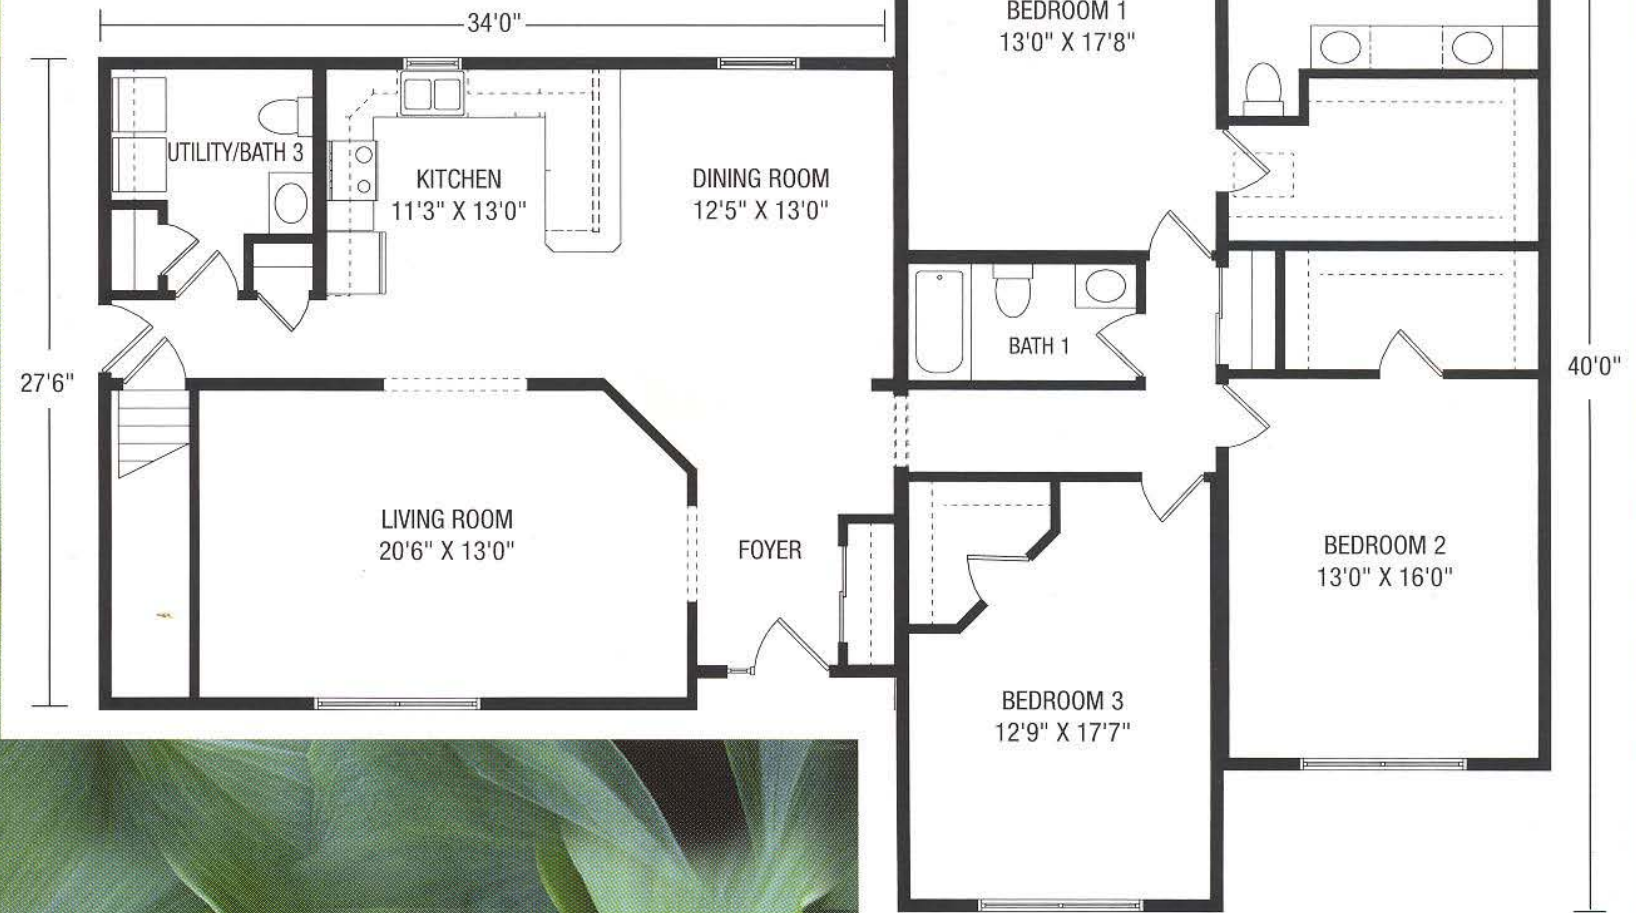 34'0"
BEDROOM 1
13'0" X 17'8"
UTILITY/BATH 3
KITCHEN
11'3" X 13'0"
DINING ROOM
12'5" X 13'0"
BATH 1
27'6"
40'0"
LIVING ROOM
20'6" X 13'0"
FOYER
BEDROOM 2
13'0" X 16'0"
BEDROOM 3
12'9" X 17'7"